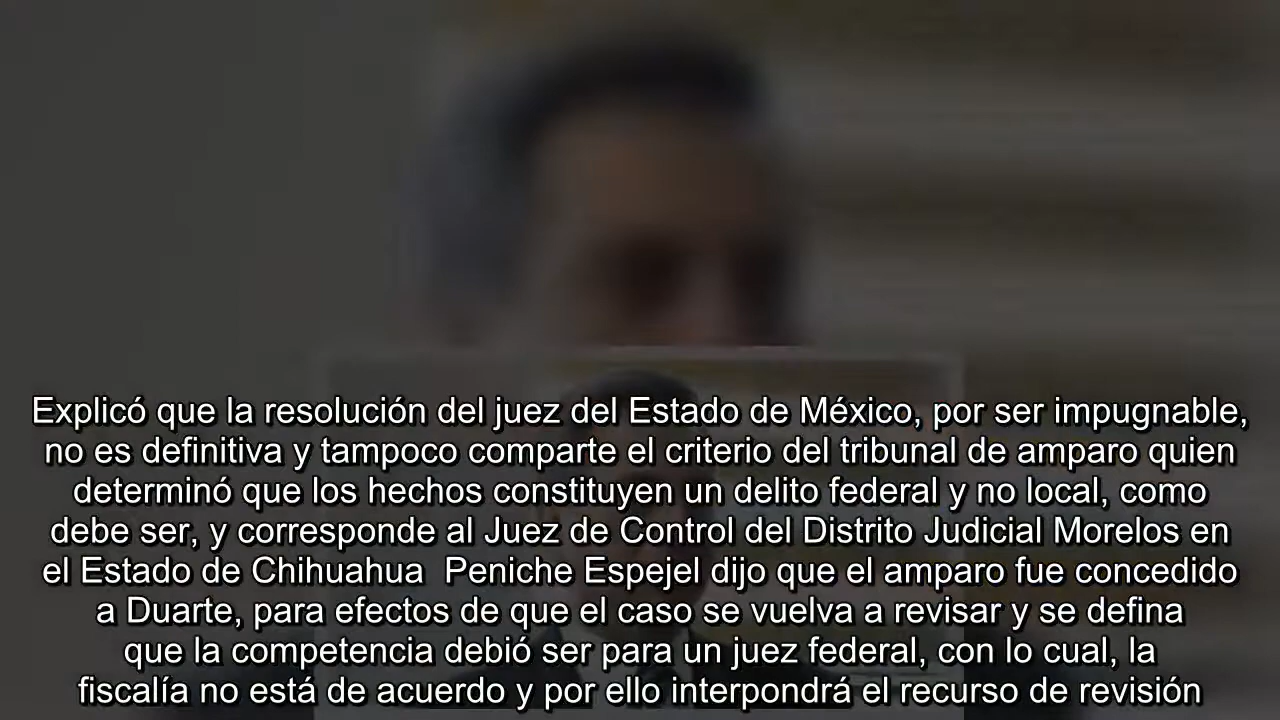 Explicó que la resolución del juez del Estado de México, por ser impugnable,
no es definitiva y tampoco comparte el criterio del tribunal de amparo quien
determinó que los hechos constituyen un delito federal y no local, como
debe ser, y corresponde al Juez de Control del Distrito Judicial Morelos en
el Estado de Chihuahua  Peniche Espejel dijo que el amparo fue concedido
a Duarte, para efectos de que el caso se vuelva a revisar y se defina
que la competencia debió ser para un juez federal, con lo cual, la
fiscalía no está de acuerdo y por ello interpondrá el recurso de revisión